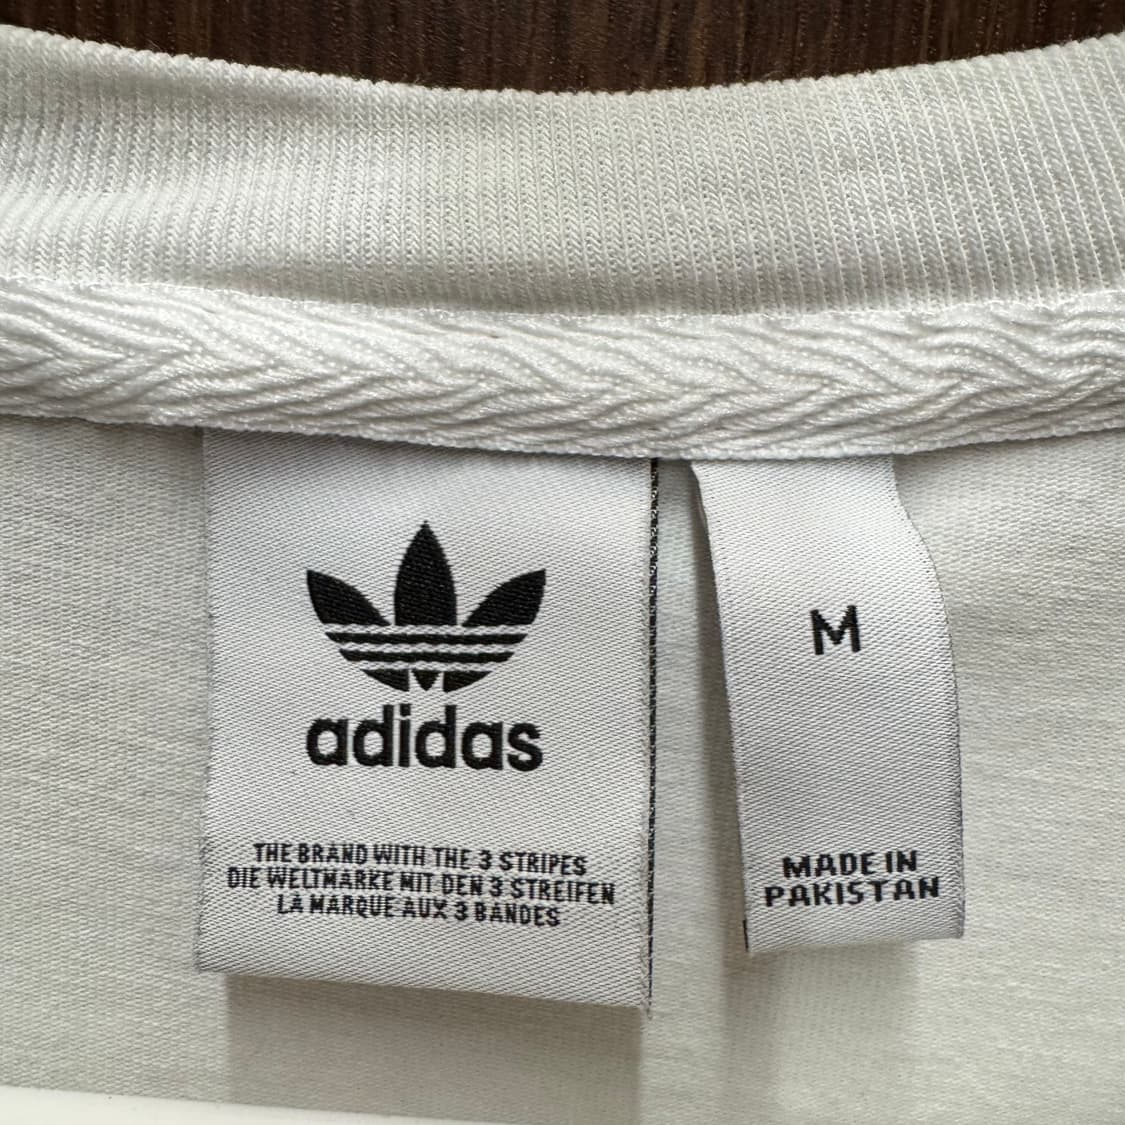 adidas
THE BRAND WITH THE 3 STRIPES
DIE WELTMARKE MIT DEN 3 STREIFEN
LA MARQUE AUX 3 BANDES
M
MADE IN
PAKISTAN